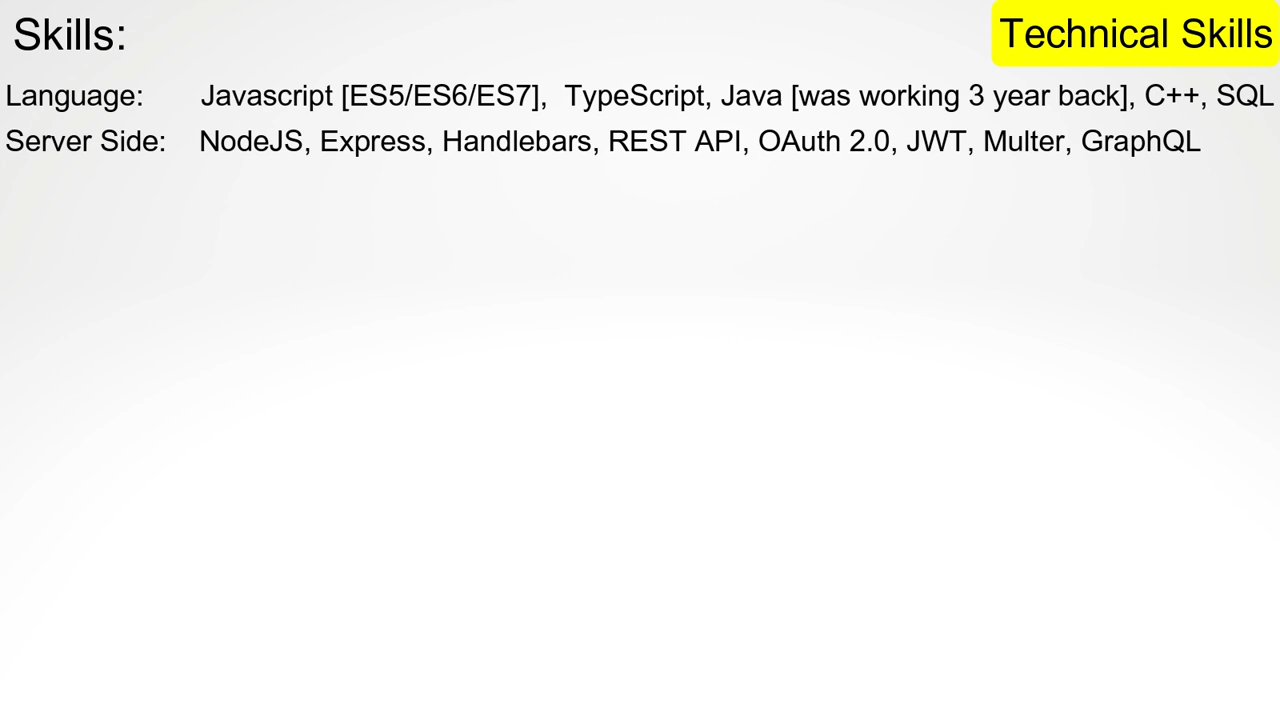 Skills:
Technical Skills
Language: Javascript [ES5/ES6/ES7], TypeScript, Java [was working 3 year back], C++, SQL
Server Side: NodeJS, Express, Handlebars, REST API, OAuth 2.0, JWT, Multer, GraphQL